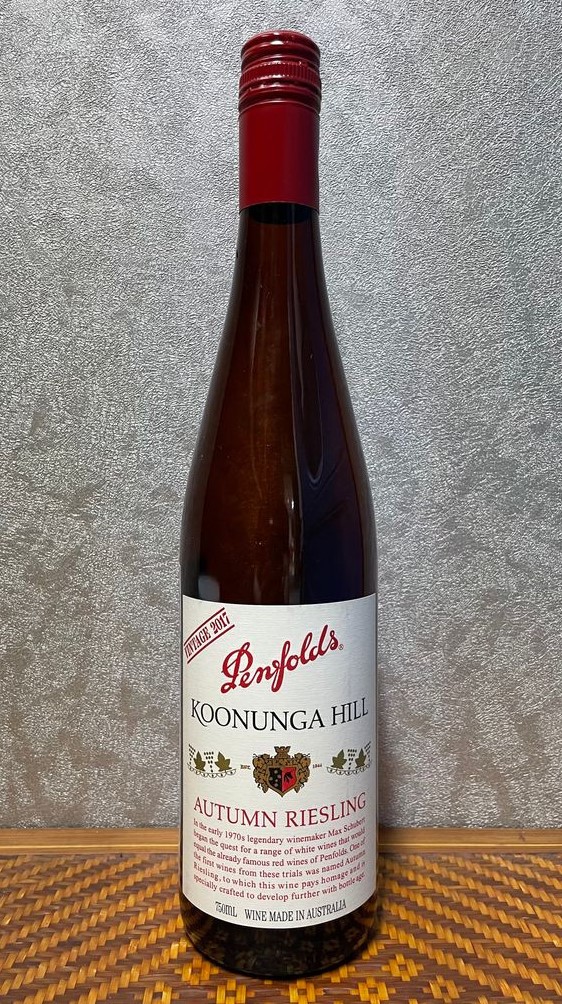 VINTAGE 2017
Penfolds®
KOONUNGA HILL
ESTD 1844
AUTUMN RIESLING
In the early 1970s legendary winemaker Max Schubert
began the quest for a range of white wines that would
equal the already famous red wines of Penfolds. One of
the first wines from these trials was named Autumn
Riesling, to which this wine pays homage and is
specially crafted to develop further with bottle age.
750ML WINE MADE IN AUSTRALIA